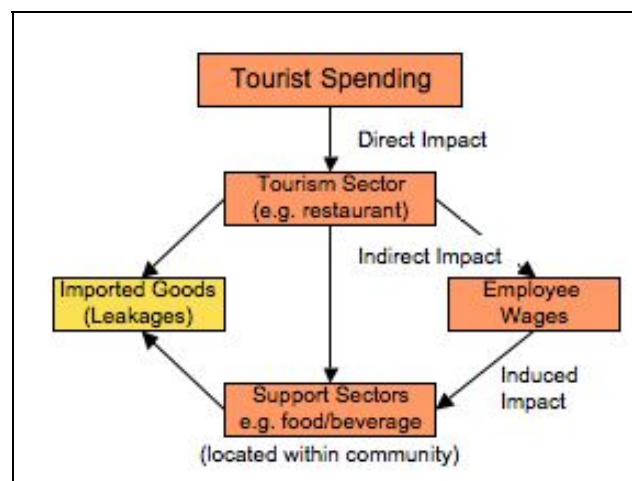 Tourist Spending
Direct Impact
Tourism Sector
(e.g. restaurant)
Indirect Impact
Imported Goods
(Leakages)
Employee
Wages
Induced
Impact
Support Sectors
e.g. food/beverage
(located within community)